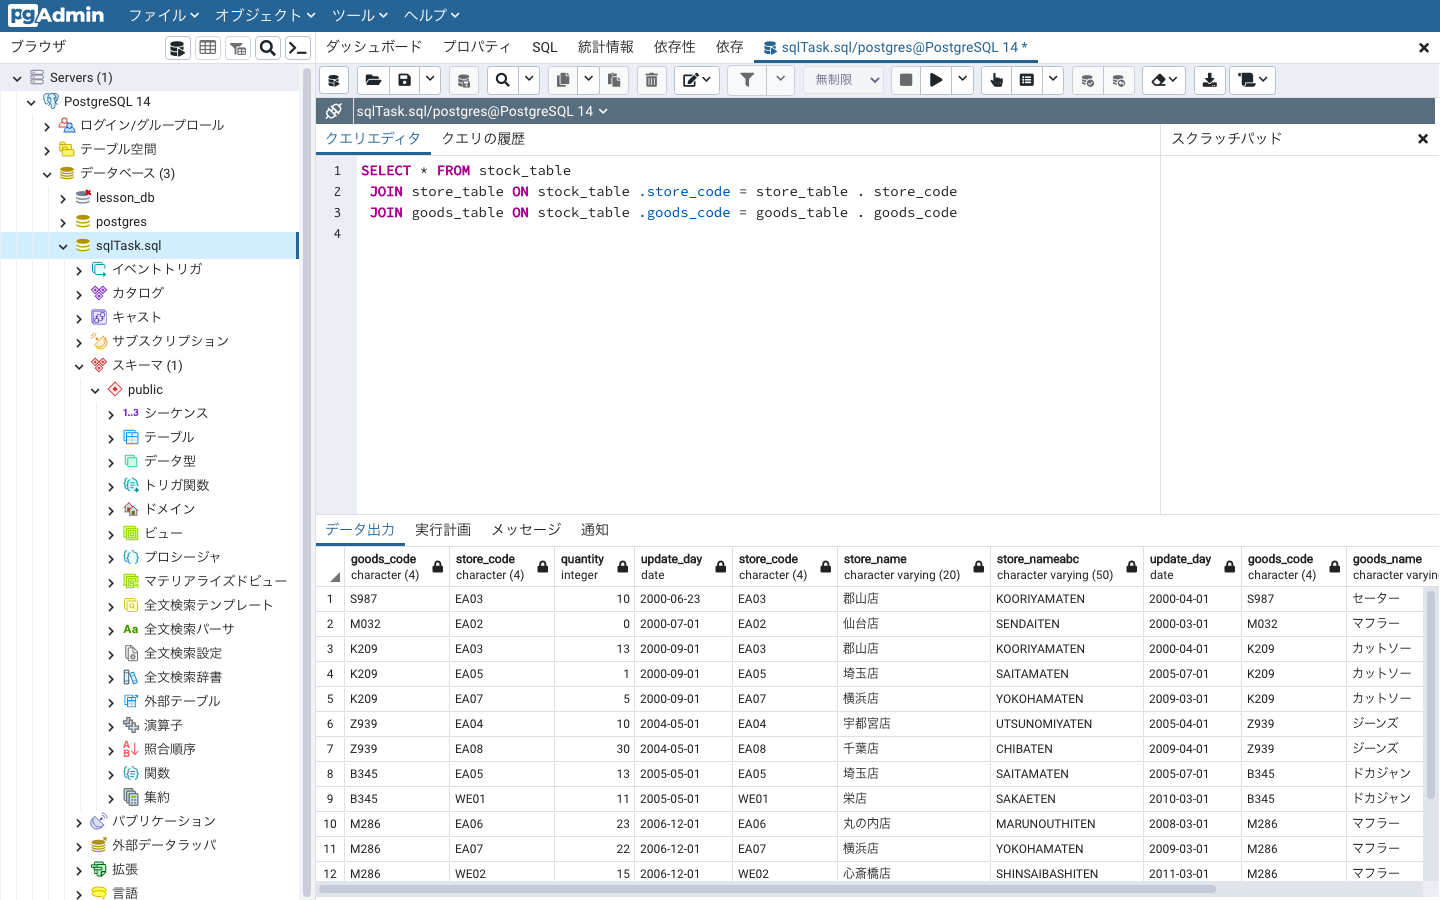 pgAdmin ファイル オブジェクト ツール ヘルプ
ブラウザ
ダッシュボード プロパティ SQL 統計情報 依存性 依存 sqlTask.sql/postgres@PostgreSQL 14 *
Servers (1)
PostgreSQL 14
ログイン/グループロール
テーブル空間
データベース (3)
lesson_db
postgres
sqlTask.sql
イベントトリガ
カタログ
キャスト
サブスクリプション
スキーマ (1)
public
1..3 シーケンス
テーブル
データ型
トリガ関数
ドメイン
ビュー
プロシージャ
マテリアライズドビュー
全文検索テンプレート
Aa 全文検索パーサ
全文検索設定
全文検索辞書
外部テーブル
演算子
照合順序
関数
集約
パブリケーション
外部データラッパ
拡張
言語
無制限
sqlTask.sql/postgres@PostgreSQL 14
クエリエディタ クエリの履歴 スクラッチパッド
1 SELECT * FROM stock_table
2 JOIN store_table ON stock_table .store_code = store_table . store_code
3 JOIN goods_table ON stock_table .goods_code = goods_table . goods_code
4
データ出力 実行計画 メッセージ 通知
goods_code store_code quantity update_day store_code store_name store_nameabc update_day goods_code goods_name
character (4) character (4) integer date character (4) character varying (20) character varying (50) date character (4) character varyin
1 S987 EA03 10 2000-06-23 EA03 郡山店 KOORIYAMATEN 2000-04-01 S987 セーター
2 M032 EA02 0 2000-07-01 EA02 仙台店 SENDAITEN 2000-03-01 M032 マフラー
3 K209 EA03 13 2000-09-01 EA03 郡山店 KOORIYAMATEN 2000-04-01 K209 カットソー
4 K209 EA05 1 2000-09-01 EA05 埼玉店 SAITAMATEN 2005-07-01 K209 カットソー
5 K209 EA07 5 2000-09-01 EA07 横浜店 YOKOHAMATEN 2009-03-01 K209 カットソー
6 Z939 EA04 10 2004-05-01 EA04 宇都宮店 UTSUNOMIYATEN 2005-04-01 Z939 ジーンズ
7 Z939 EA08 30 2004-05-01 EA08 千葉店 CHIBATEN 2009-04-01 Z939 ジーンズ
8 B345 EA05 13 2005-05-01 EA05 埼玉店 SAITAMATEN 2005-07-01 B345 ドカジャン
9 B345 WE01 11 2005-05-01 WE01 栄店 SAKAETEN 2010-03-01 B345 ドカジャン
10 M286 EA06 23 2006-12-01 EA06 丸の内店 MARUNOUTHITEN 2008-03-01 M286 マフラー
11 M286 EA07 22 2006-12-01 EA07 横浜店 YOKOHAMATEN 2009-03-01 M286 マフラー
12 M286 WE02 15 2006-12-01 WE02 心斎橋店 SHINSAIBASHITEN 2011-03-01 M286 マフラー